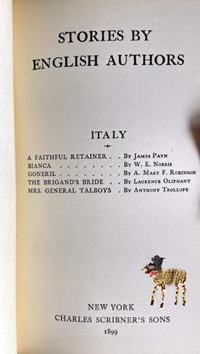 STORIES BY
ENGLISH AUTHORS
ITALY
A FAITHFUL RETAINER . . By James Payn
BIANCA . . . . . . . . By W. E. Norris
GONERIL . . . . . . . . By A. Mary F. Robinson
THE BRIGAND'S BRIDE . . By Laurence Oliphant
MRS. GENERAL TALBOYS . By Anthony Trollope
NEW YORK
CHARLES SCRIBNER'S SONS
1899